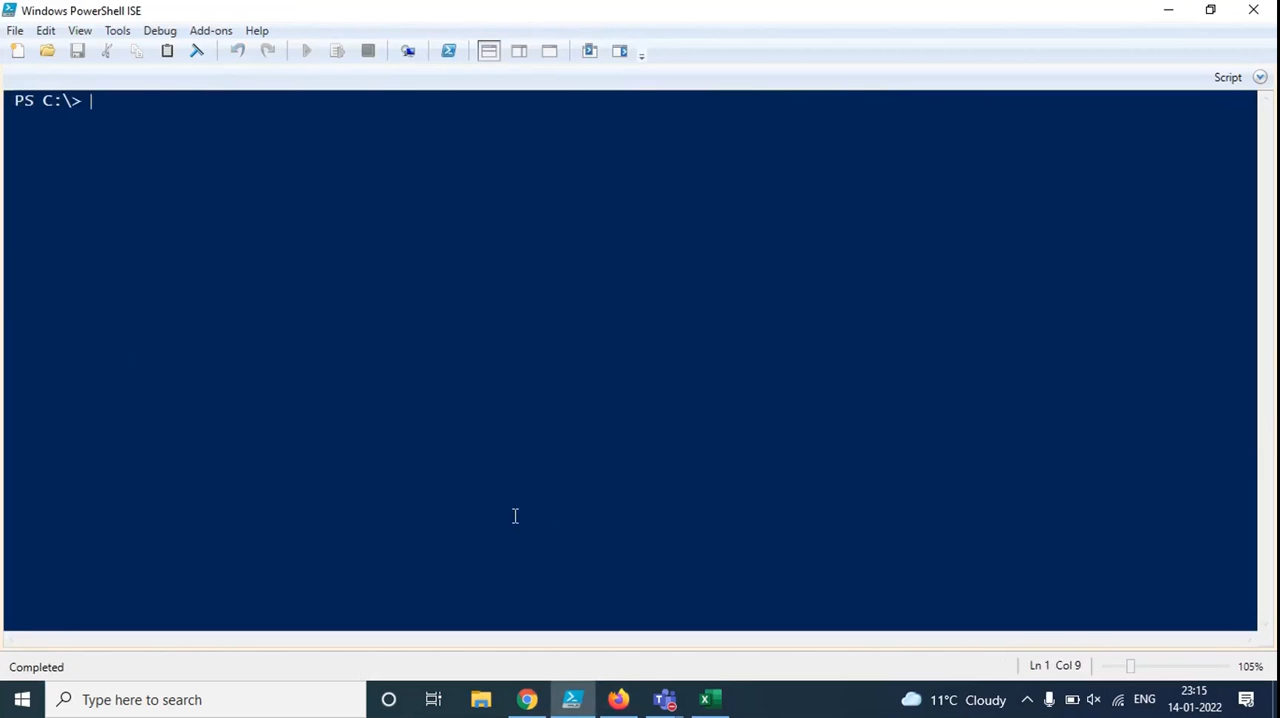 Windows PowerShell ISE
File Edit View Tools Debug Add-ons Help
Script
PS C:\>
Completed
Ln 1 Col 9
105%
Type here to search
11°C Cloudy
ENG
23:15
14-01-2022